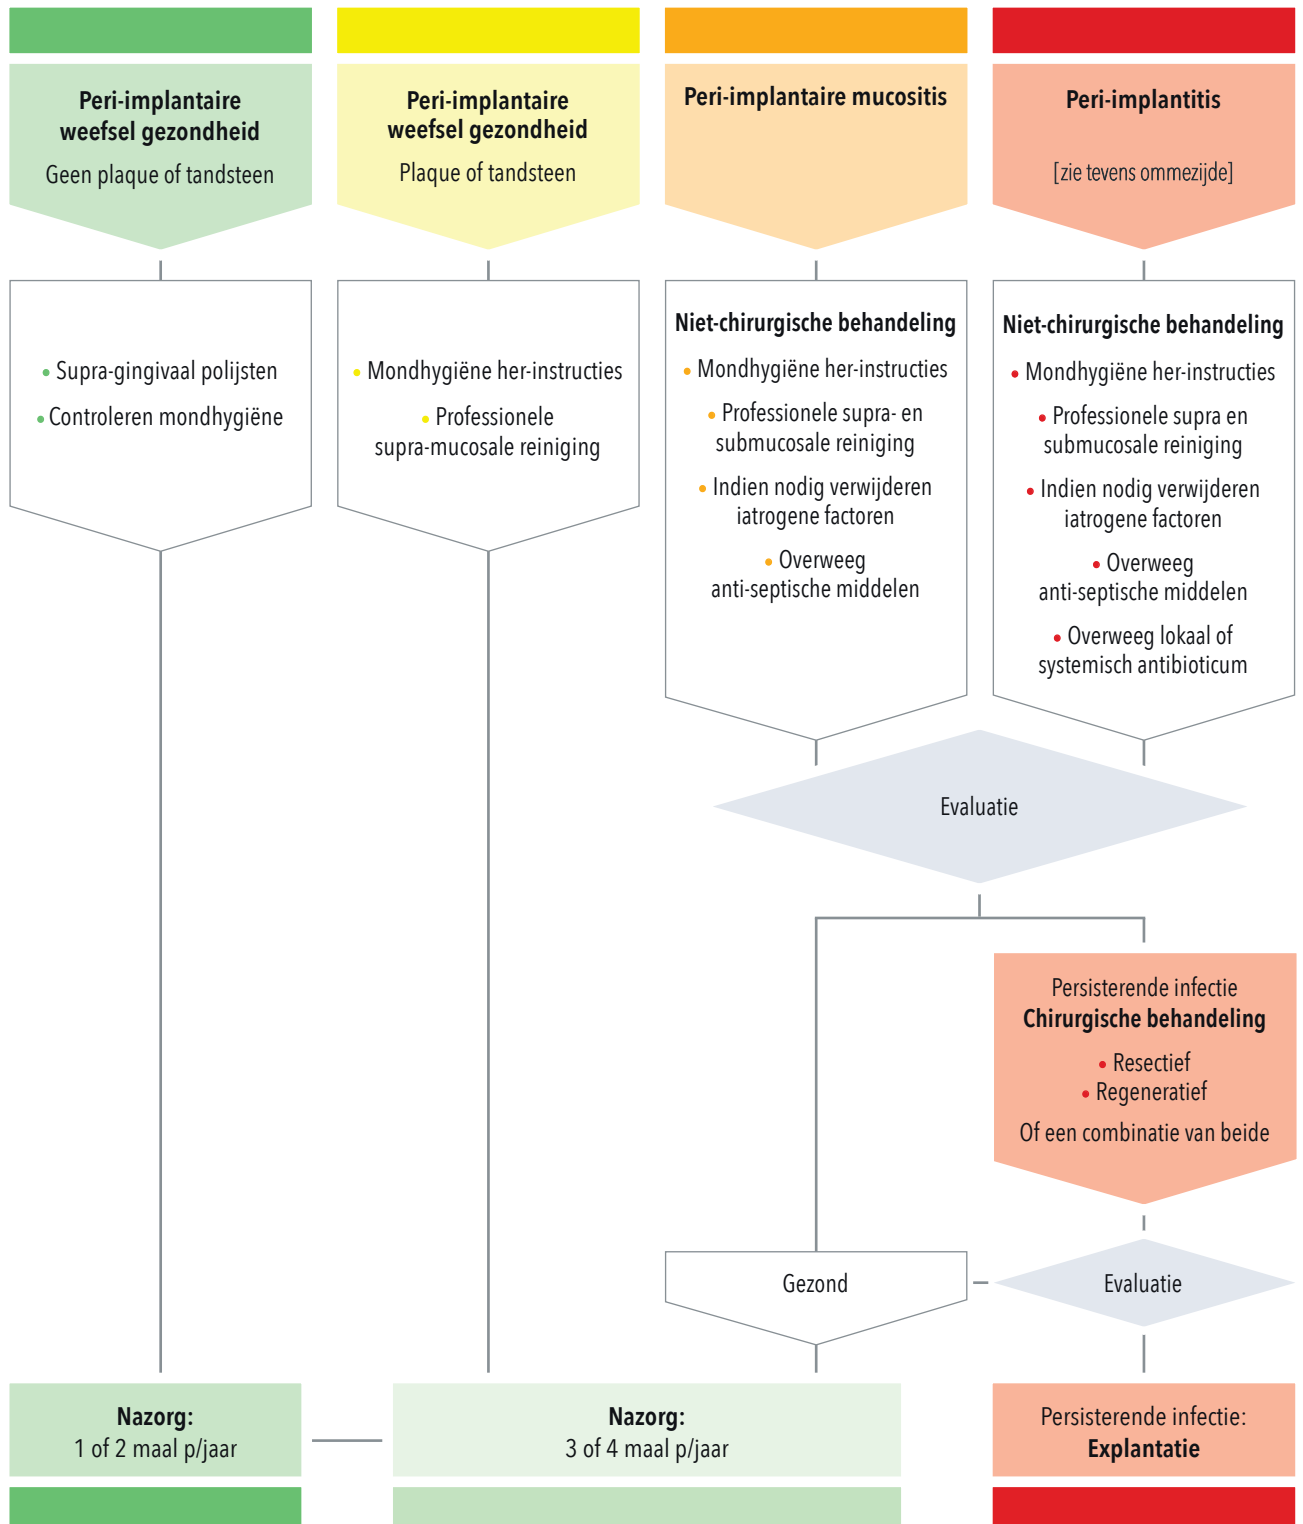 Peri-implantaire
weefsel gezondheid
Geen plaque of tandsteen
Peri-implantaire
weefsel gezondheid
Plaque of tandsteen
Peri-implantaire mucositis
Peri-implantitis
[zie tevens ommezijde]
• Supra-gingivaal polijsten
• Controleren mondhygiëne
• Mondhygiëne her-instructies
• Professionele
supra-mucosale reiniging
Niet-chirurgische behandeling
• Mondhygiëne her-instructies
• Professionele supra- en
submucosale reiniging
• Indien nodig verwijderen
iatrogene factoren
• Overweeg
anti-septische middelen
Niet-chirurgische behandeling
• Mondhygiëne her-instructies
• Professionele supra en
submucosale reiniging
• Indien nodig verwijderen
iatrogene factoren
• Overweeg
anti-septische middelen
• Overweeg lokaal of
systemisch antibioticum
Evaluatie
Persisterende infectie
Chirurgische behandeling
• Resectief
• Regeneratief
Of een combinatie van beide
Gezond
Evaluatie
Nazorg:
1 of 2 maal p/jaar
Nazorg:
3 of 4 maal p/jaar
Persisterende infectie:
Explantatie